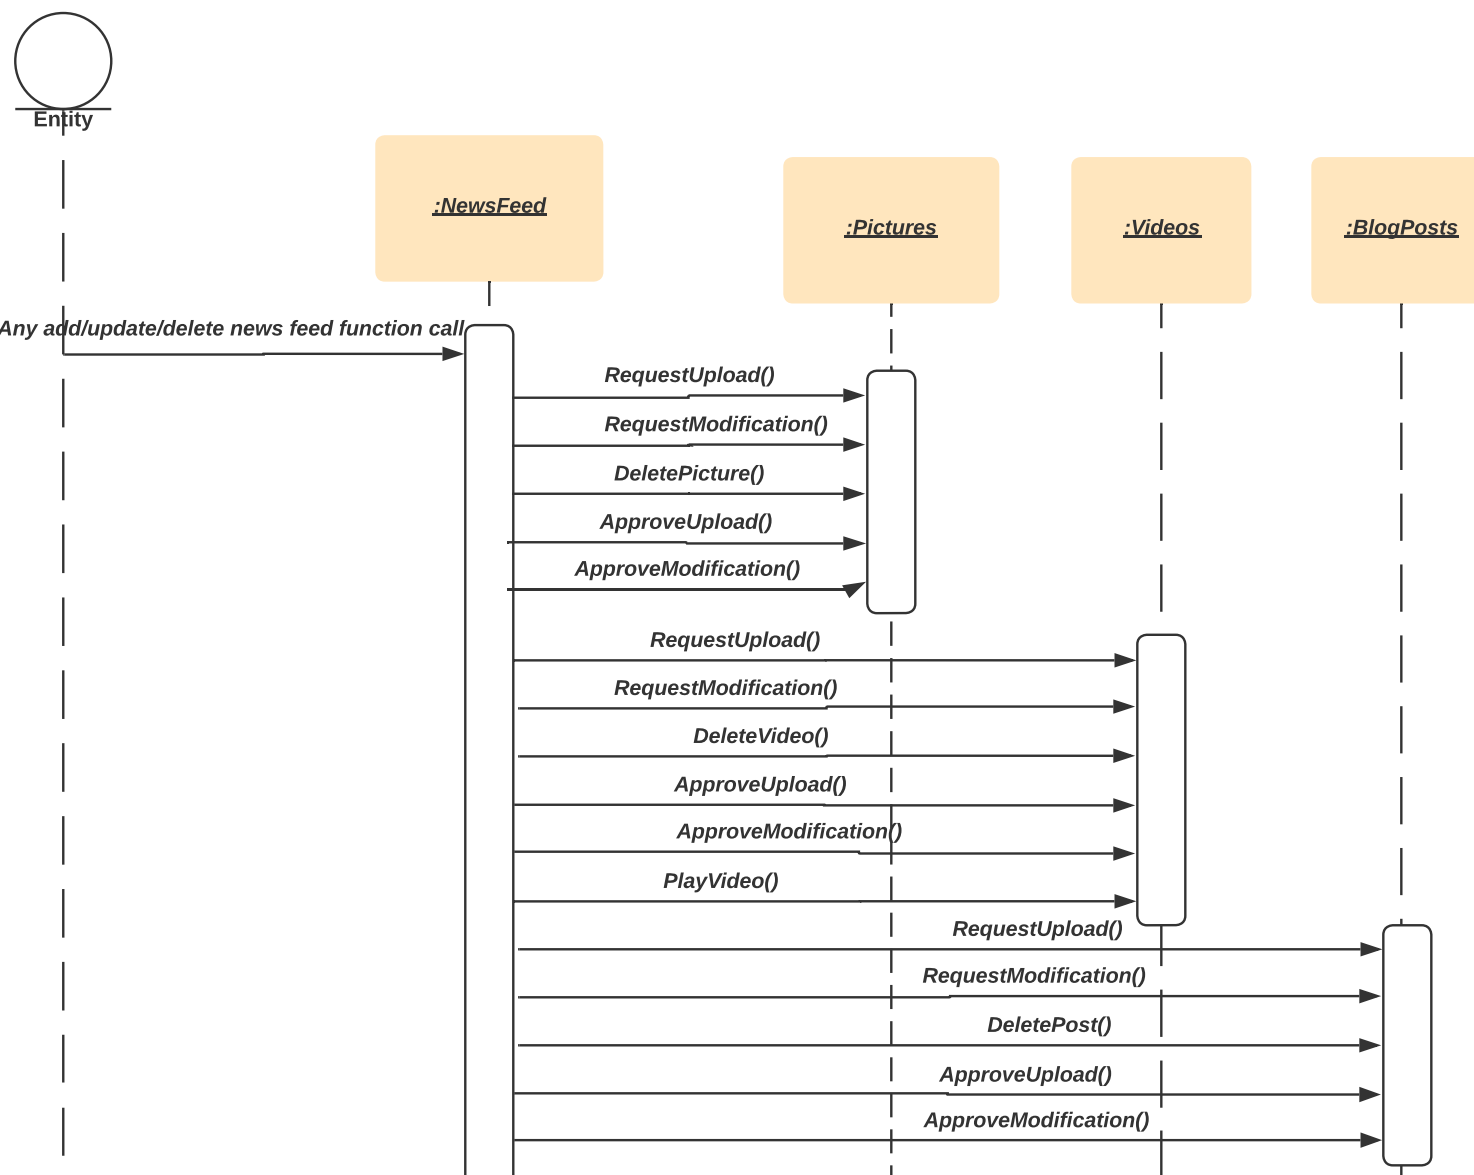 Entity
:NewsFeed
:Pictures
:Videos
:BlogPosts
Any add/update/delete news feed function call
RequestUpload()
RequestModification()
DeletePicture()
ApproveUpload()
ApproveModification()
RequestUpload()
RequestModification()
DeleteVideo()
ApproveUpload()
ApproveModification()
PlayVideo()
RequestUpload()
RequestModification()
DeletePost()
ApproveUpload()
ApproveModification()